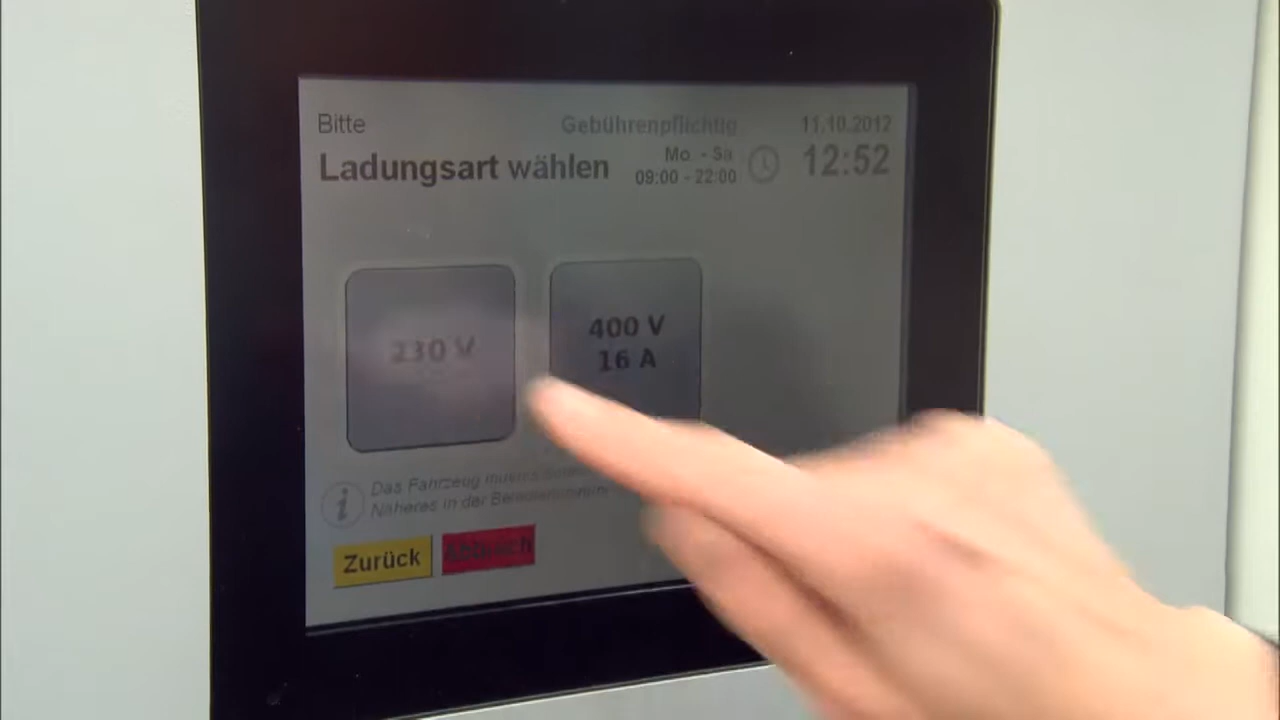 Bitte
Gebührenpflichtig
11.10.2012
Ladungsart wählen
Mo - Sa
09:00 - 22:00
12:52
230 V
400 V
16 A
Das Fahrzeug
Näheres in der
Zurück
Abbruch